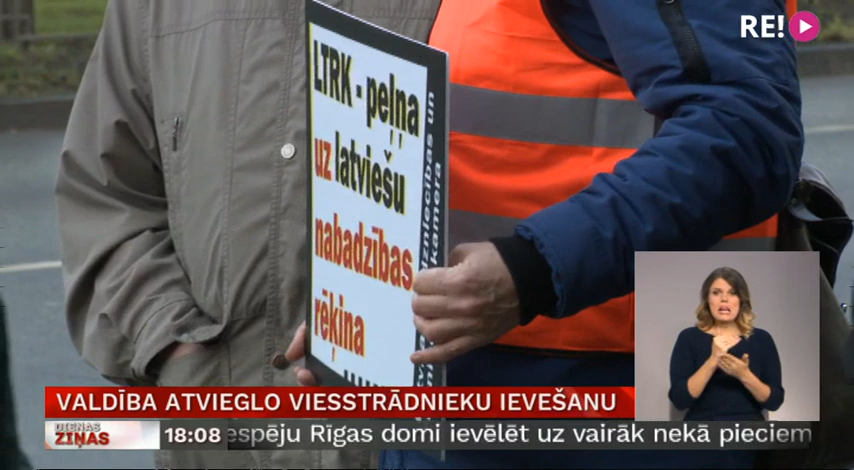 RE!
LTRK - peļņa
uz latviešu
nabadzības
rēķina
kamera
VALDĪBA ATVIEGLO VIESSTRĀDNIEKU IEVEŠANU
DIENAS
ZIŅAS
18:08
espēju Rīgas domi ievēlēt uz vairāk nekā pieciem